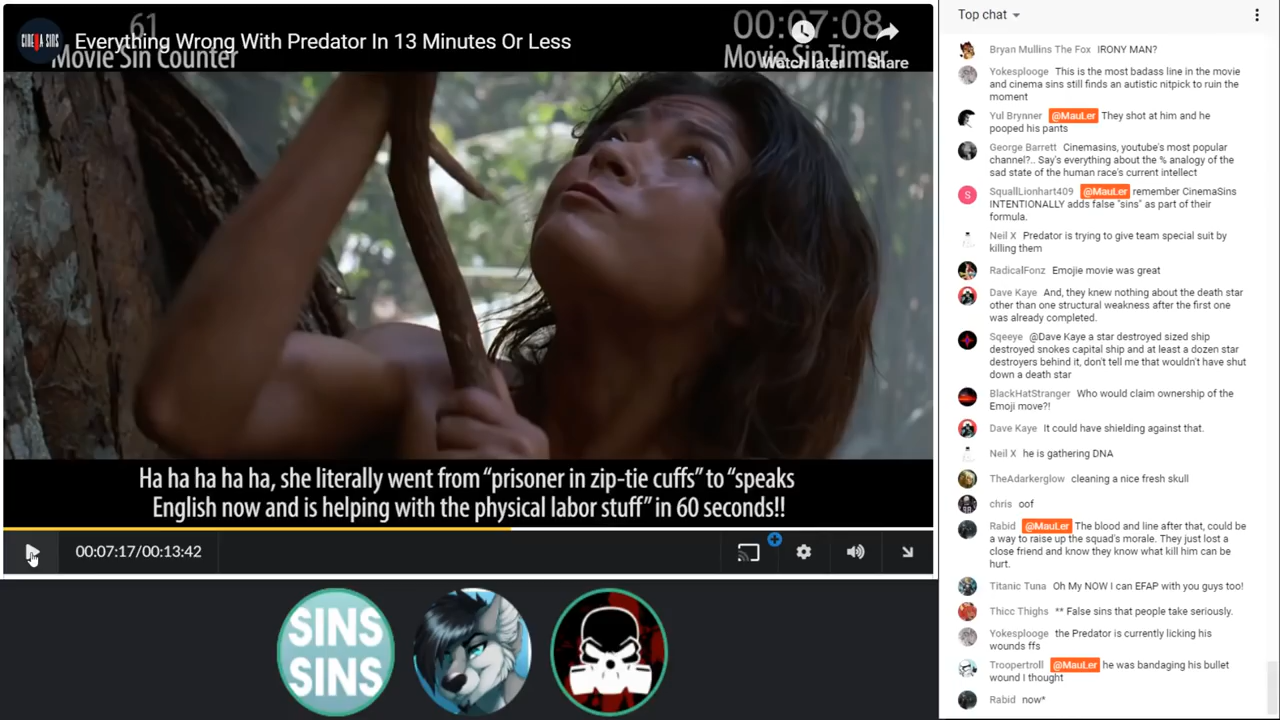 61
Movie Sin Counter
CINEMA SINS
Everything Wrong With Predator In 13 Minutes Or Less
00:07:08
Movie Sin Timer
Watch later
Share
Ha ha ha ha ha, she literally went from “prisoner in zip-tie cuffs” to “speaks
English now and is helping with the physical labor stuff” in 60 seconds!!
00:07:17/00:13:42
SINS
SINS
Top chat
Bryan Mullins The Fox IRONY MAN?
Yokesplooge This is the most badass line in the movie
and cinema sins still finds an autistic nitpick to ruin the
moment
Yul Brynner @MauLer They shot at him and he
pooped his pants
George Barrett Cinemasins, youtube's most popular
channel?.. Say's everything about the % analogy of the
sad state of the human race's current intellect
S
SquallLionhart409 @MauLer remember CinemaSins
INTENTIONALLY adds false "sins" as part of their
formula.
Neil X Predator is trying to give team special suit by
killing them
RadicalFonz Emojie movie was great
Dave Kaye And, they knew nothing about the death star
other than one structural weakness after the first one
was already completed.
Sqeeye @Dave Kaye a star destroyed sized ship
destroyed snokes capital ship and at least a dozen star
destroyers behind it, don't tell me that wouldn't have shut
down a death star
BlackHatStranger Who would claim ownership of the
Emoji move?!
Dave Kaye It could have shielding against that.
Neil X he is gathering DNA
TheAdarkerglow cleaning a nice fresh skull
chris oof
Rabid @MauLer The blood and line after that, could be
a way to raise up the squad's morale. They just lost a
close friend and know they know what kill him can be
hurt.
Titanic Tuna Oh My NOW I can EFAP with you guys too!
Thicc Thighs ** False sins that people take seriously.
Yokesplooge the Predator is currently licking his
wounds ffs
Troopertroll @MauLer he was bandaging his bullet
wound I thought
Rabid now*